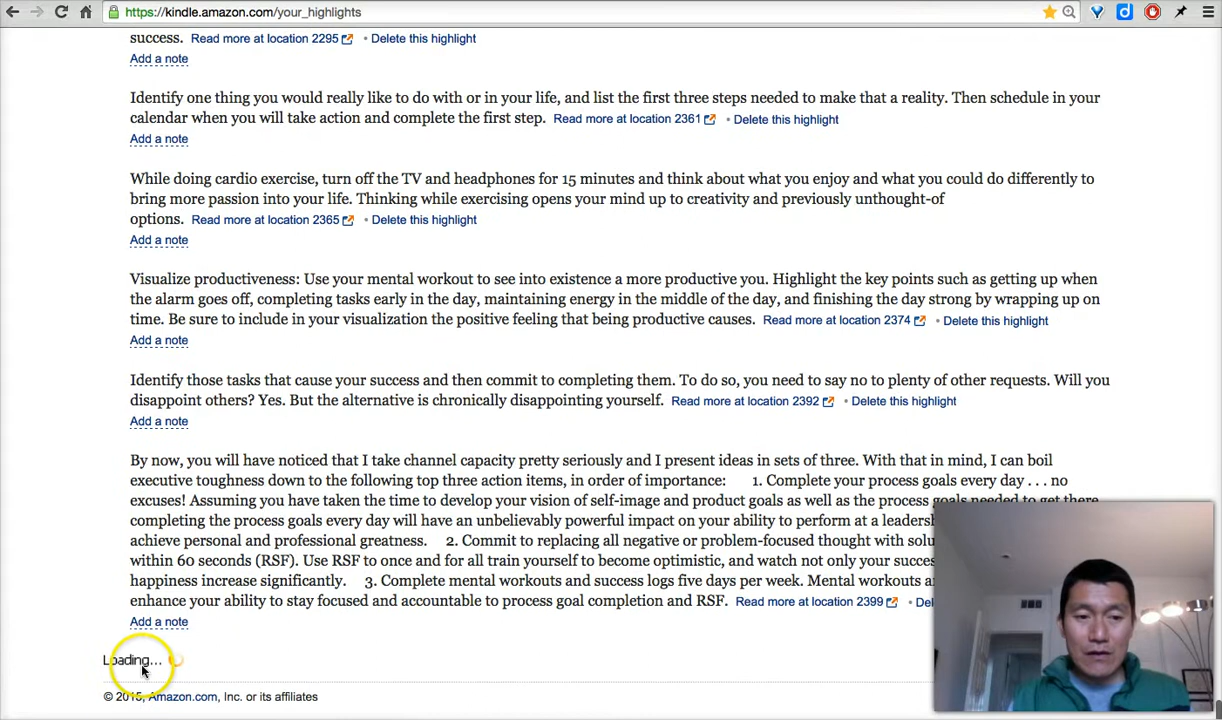 https://kindle.amazon.com/your_highlights
success. Read more at location 2295 • Delete this highlight
Add a note
Identify one thing you would really like to do with or in your life, and list the first three steps needed to make that a reality. Then schedule in your
calendar when you will take action and complete the first step. Read more at location 2361 • Delete this highlight
Add a note
While doing cardio exercise, turn off the TV and headphones for 15 minutes and think about what you enjoy and what you could do differently to
bring more passion into your life. Thinking while exercising opens your mind up to creativity and previously unthought-of
options. Read more at location 2365 • Delete this highlight
Add a note
Visualize productiveness: Use your mental workout to see into existence a more productive you. Highlight the key points such as getting up when
the alarm goes off, completing tasks early in the day, maintaining energy in the middle of the day, and finishing the day strong by wrapping up on
time. Be sure to include in your visualization the positive feeling that being productive causes. Read more at location 2374 • Delete this highlight
Add a note
Identify those tasks that cause your success and then commit to completing them. To do so, you need to say no to plenty of other requests. Will you
disappoint others? Yes. But the alternative is chronically disappointing yourself. Read more at location 2392 • Delete this highlight
Add a note
By now, you will have noticed that I take channel capacity pretty seriously and I present ideas in sets of three. With that in mind, I can boil
executive toughness down to the following top three action items, in order of importance: 1. Complete your process goals every day . . . no
excuses! Assuming you have taken the time to develop your vision of self-image and product goals as well as the process goals needed to get there,
completing the process goals every day will have an unbelievably powerful impact on your ability to perform at a
achieve personal and professional greatness. 2. Commit to replacing all negative or problem-focused thought with
within 60 seconds (RSF). Use RSF to once and for all train yourself to become optimistic, and watch not only your
happiness increase significantly. 3. Complete mental workouts and success logs five days per week. Mental workouts
enhance your ability to stay focused and accountable to process goal completion and RSF. Read more at location 2399 •
Add a note
Loading...
© 2015, Amazon.com, Inc. or its affiliates